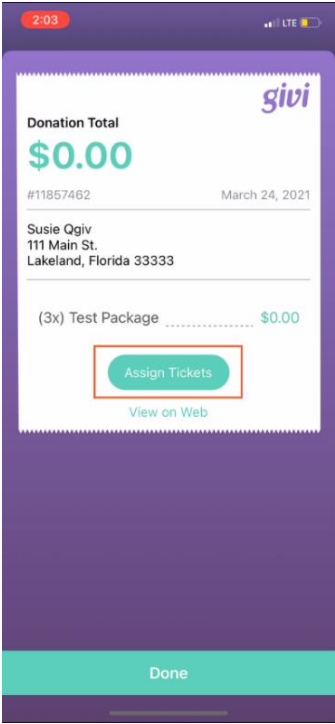 2:03
LTE
givi
Donation Total
$0.00
#11857462 March 24, 2021
Susie Qgiv
111 Main St.
Lakeland, Florida 33333
(3x) Test Package $0.00
Assign Tickets
View on Web
Done